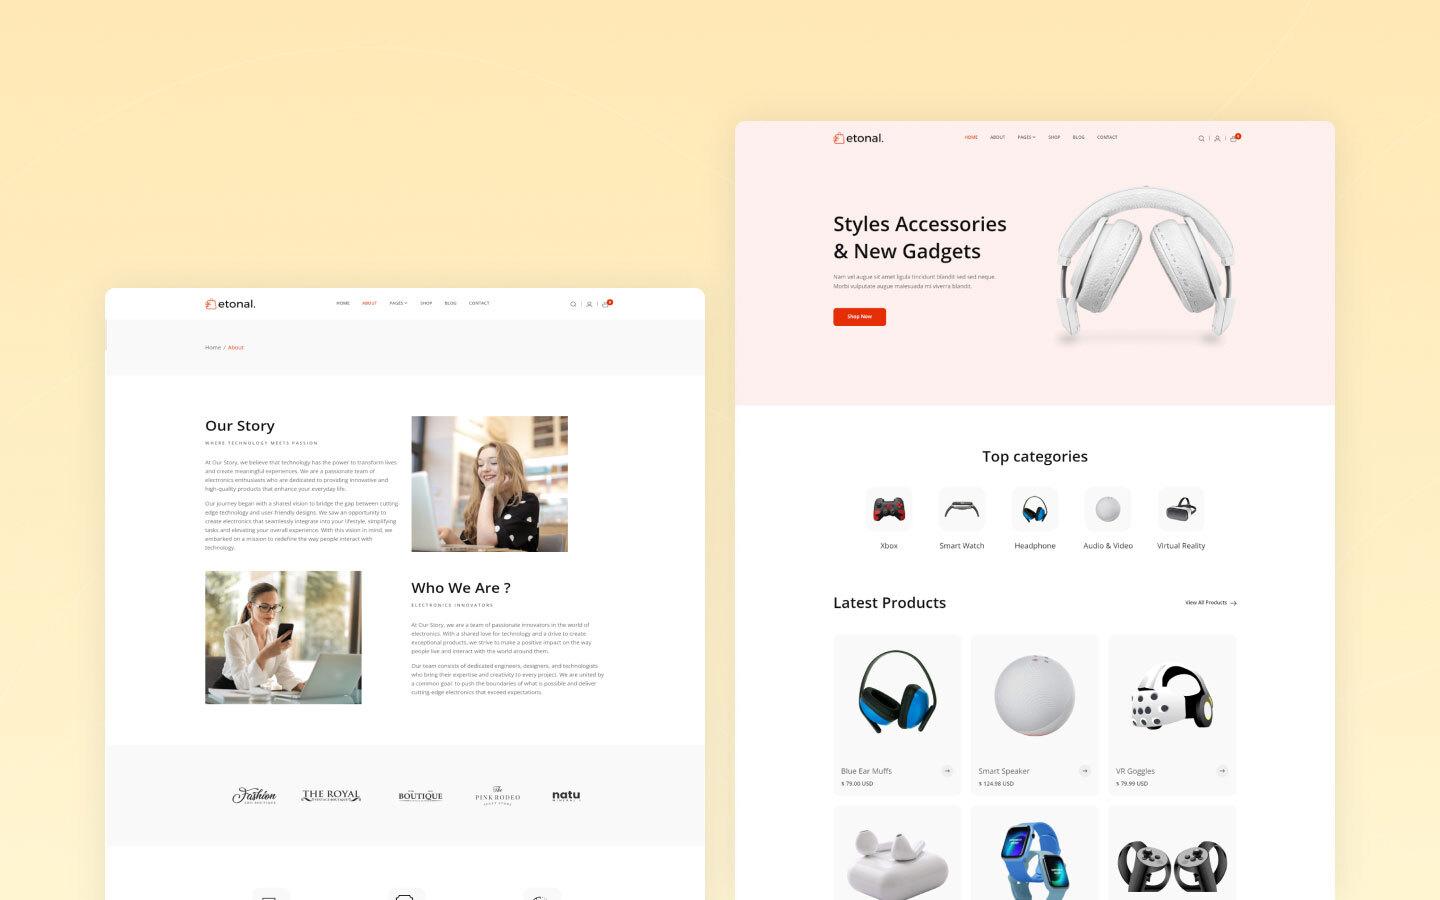 etonal.
HOME ABOUT PAGES SHOP BLOG CONTACT
Home / About
Our Story
WHERE TECHNOLOGY MEETS PASSION
At Our Story, we believe that technology has the power to transform lives
and create meaningful experiences. We are a passionate team of
electronics enthusiasts who are dedicated to providing innovative and
high-quality products that enhance your everyday life.
Our journey began with a shared vision to bridge the gap between cutting
edge technology and user-friendly designs. We saw an opportunity to
create electronics that seamlessly integrate into your lifestyle, simplifying
tasks and elevating your overall experience. With this vision in mind, we
embarked on a mission to redefine the way people interact with
technology.
Who We Are ?
ELECTRONICS INNOVATORS
At Our Story, we are a team of passionate innovators in the world of
electronics. With a shared love for technology and a drive to create
exceptional products, we strive to make a positive impact on the way
people live and interact with the world around them.
Our team consists of dedicated engineers, designers, and technologists
who bring their expertise and creativity to every project. We are united by
a common goal: to push the boundaries of what is possible and deliver
cutting-edge electronics that exceed expectations.
Fashion
THE ROYAL
BOUTIQUE
The
PINK RODEO
natu
etonal.
HOME ABOUT PAGES SHOP BLOG CONTACT
Styles Accessories
& New Gadgets
Nam vel augue sit amet ligula tincidunt blandit sed sed neque.
Morbi vulputate augue malesuada mi viverra blandit.
Shop Now
Top categories
Xbox
Smart Watch
Headphone
Audio & Video
Virtual Reality
Latest Products
View All Products
Blue Ear Muffs
$ 79.00 USD
Smart Speaker
$ 124.98 USD
VR Goggles
$ 79.99 USD